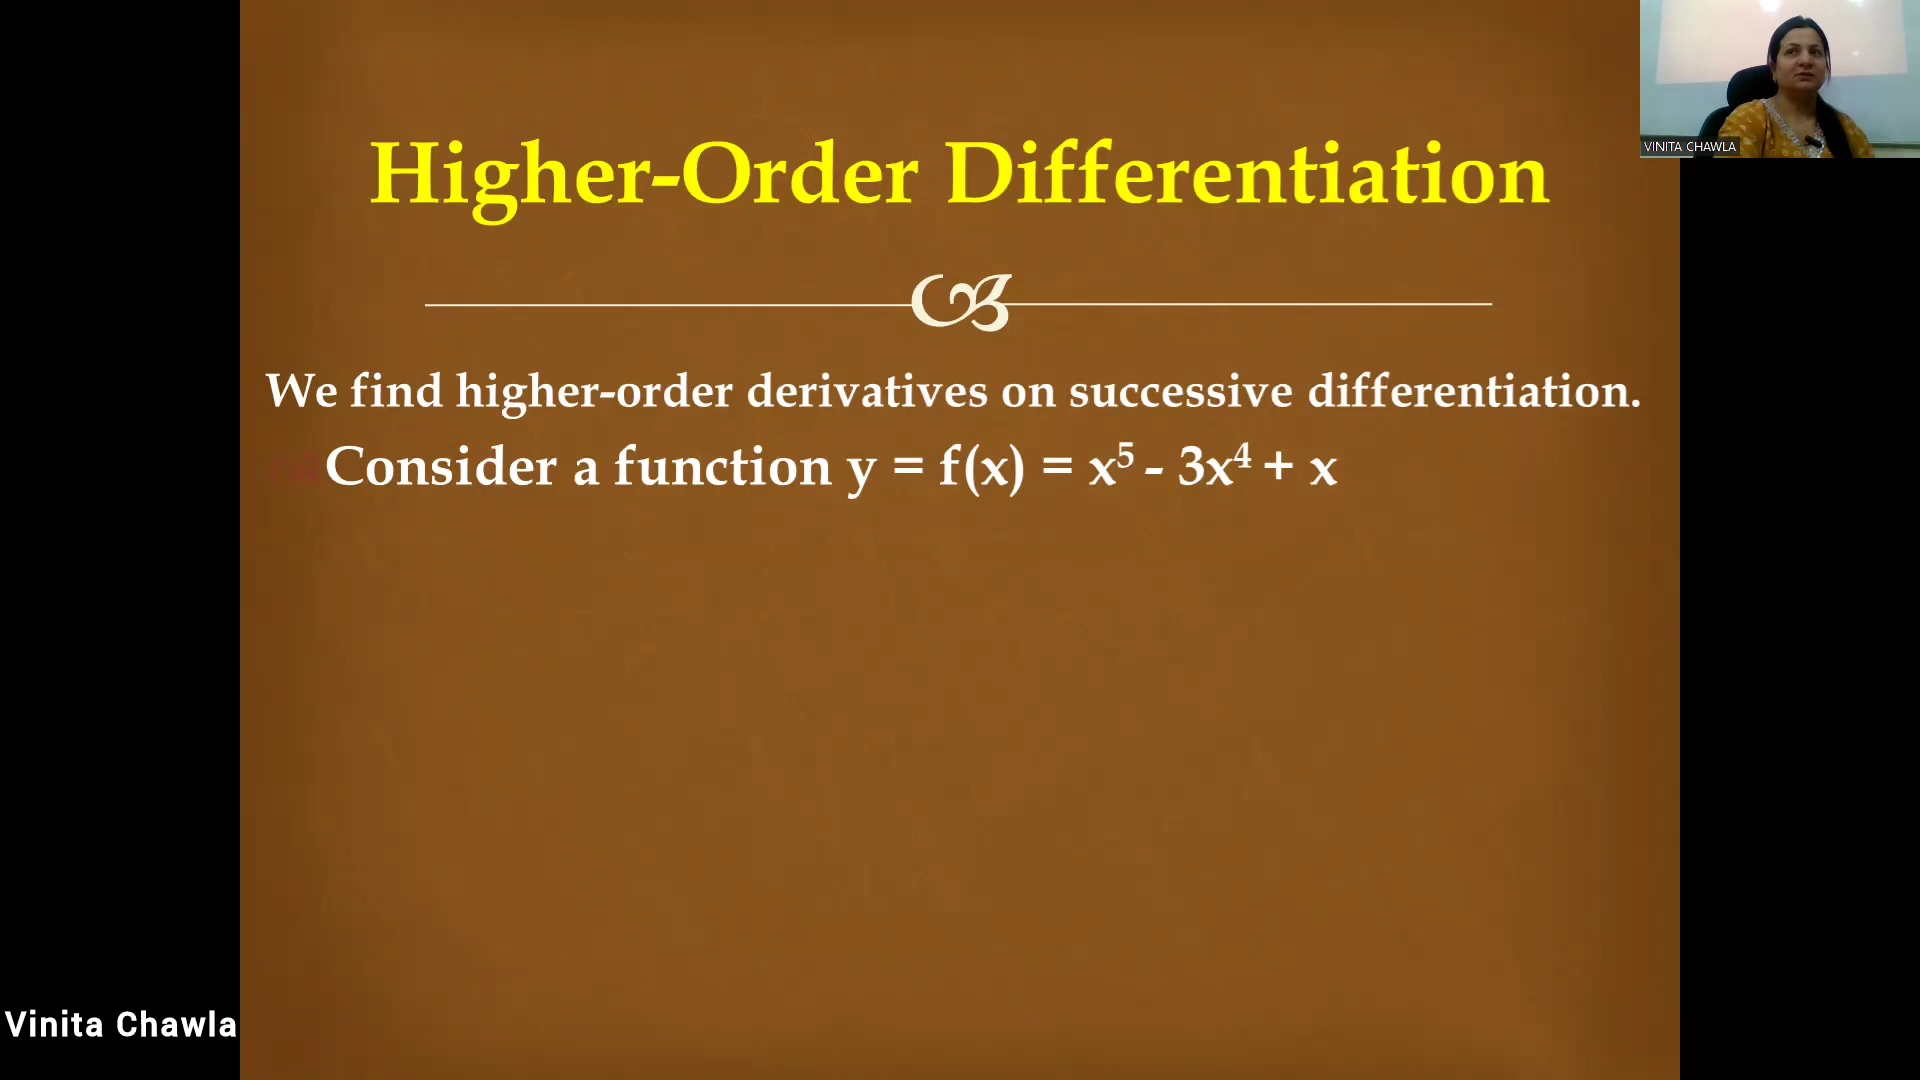 VINITA CHAWLA
Higher-Order Differentiation
We find higher-order derivatives on successive differentiation.
Consider a function y = f(x) = x⁵ - 3x⁴ + x
Vinita Chawla